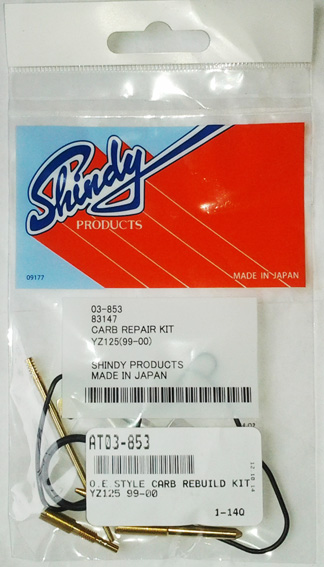 Shindy
PRODUCTS
09177
MADE IN JAPAN
03-853
83147
CARB REPAIR KIT
YZ125(99-00)
SHINDY PRODUCTS
MADE IN JAPAN
AT03-853
O.E STYLE CARB REBUILD KIT
YZ125 99-00
1-14Q